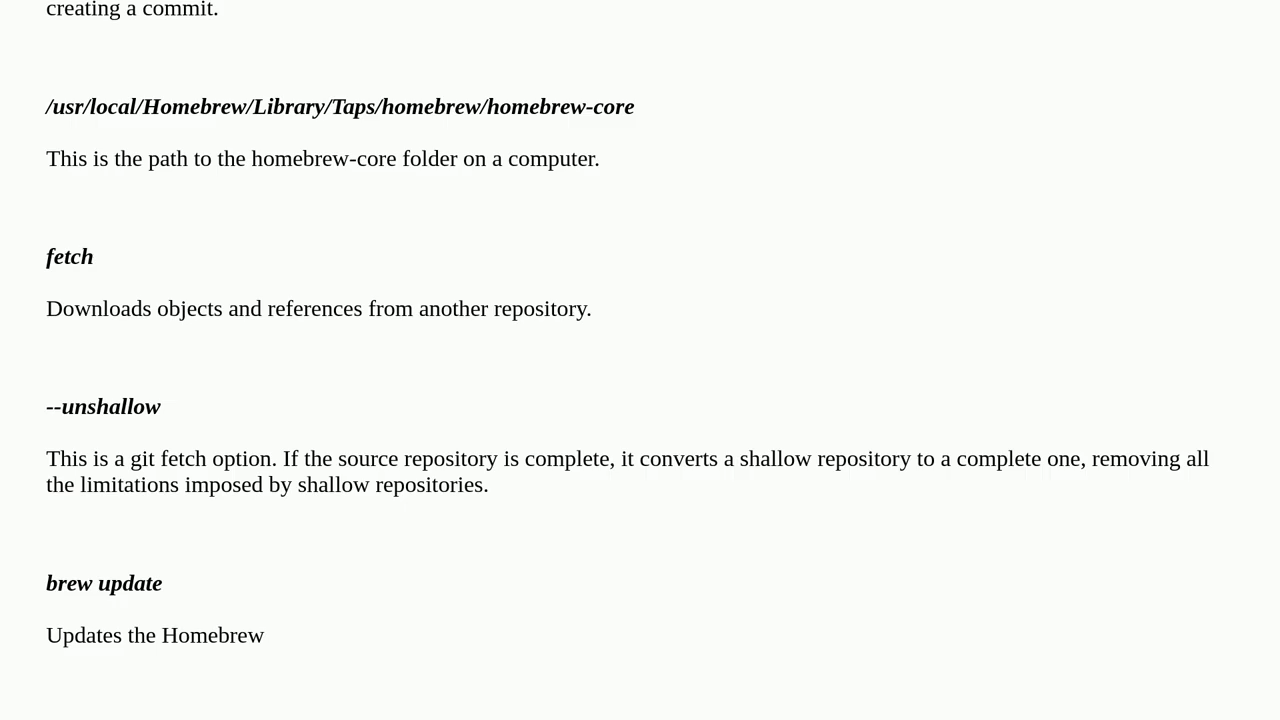 creating a commit.
/usr/local/Homebrew/Library/Taps/homebrew/homebrew-core
This is the path to the homebrew-core folder on a computer.
fetch
Downloads objects and references from another repository.
--unshallow
This is a git fetch option. If the source repository is complete, it converts a shallow repository to a complete one, removing all
the limitations imposed by shallow repositories.
brew update
Updates the Homebrew